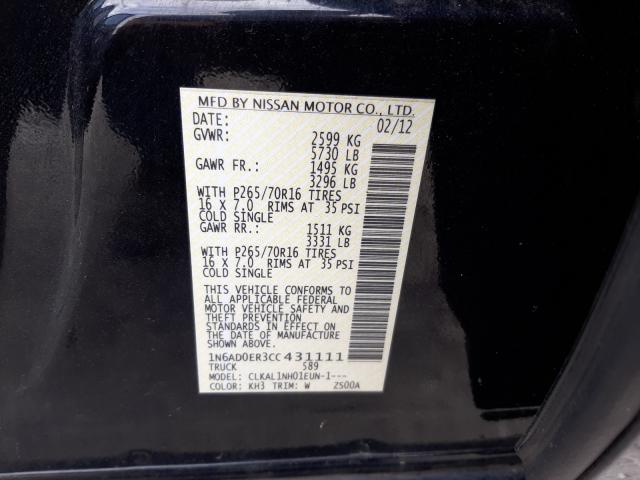 MFD BY NISSAN MOTOR CO., LTD.
DATE: 02/12
GVWR: 2599 KG
5730 LB
GAWR FR.: 1495 KG
3296 LB
WITH P265/70R16 TIRES
16 X 7.0 RIMS AT 35 PSI
COLD SINGLE
GAWR RR.: 1511 KG
3331 LB
WITH P265/70R16 TIRES
16 X 7.0 RIMS AT 35 PSI
COLD SINGLE
THIS VEHICLE CONFORMS TO
ALL APPLICABLE FEDERAL
MOTOR VEHICLE SAFETY AND
THEFT PREVENTION
STANDARDS IN EFFECT ON
THE DATE OF MANUFACTURE
1N6AD0ER3CC431111
TRUCK 589
MODEL: CLKAL1NH01EUN-1---
COLOR: KH3 TRIM: W ZS00A